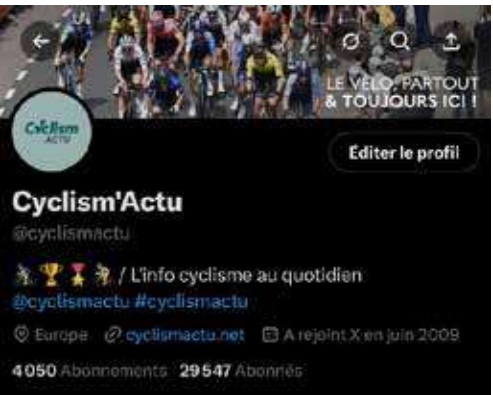 LE VÉLO, PARTOUT
& TOUJOURS ICI !
Cyclism
ACTU
Éditer le profil
Cyclism'Actu
@cyclismactu
/ L'info cyclisme au quotidien
@cyclismactu #cyclismactu
Europe cyclismactu.net A rejoint X en juin 2009
4050 Abonnements 29547 Abonnés